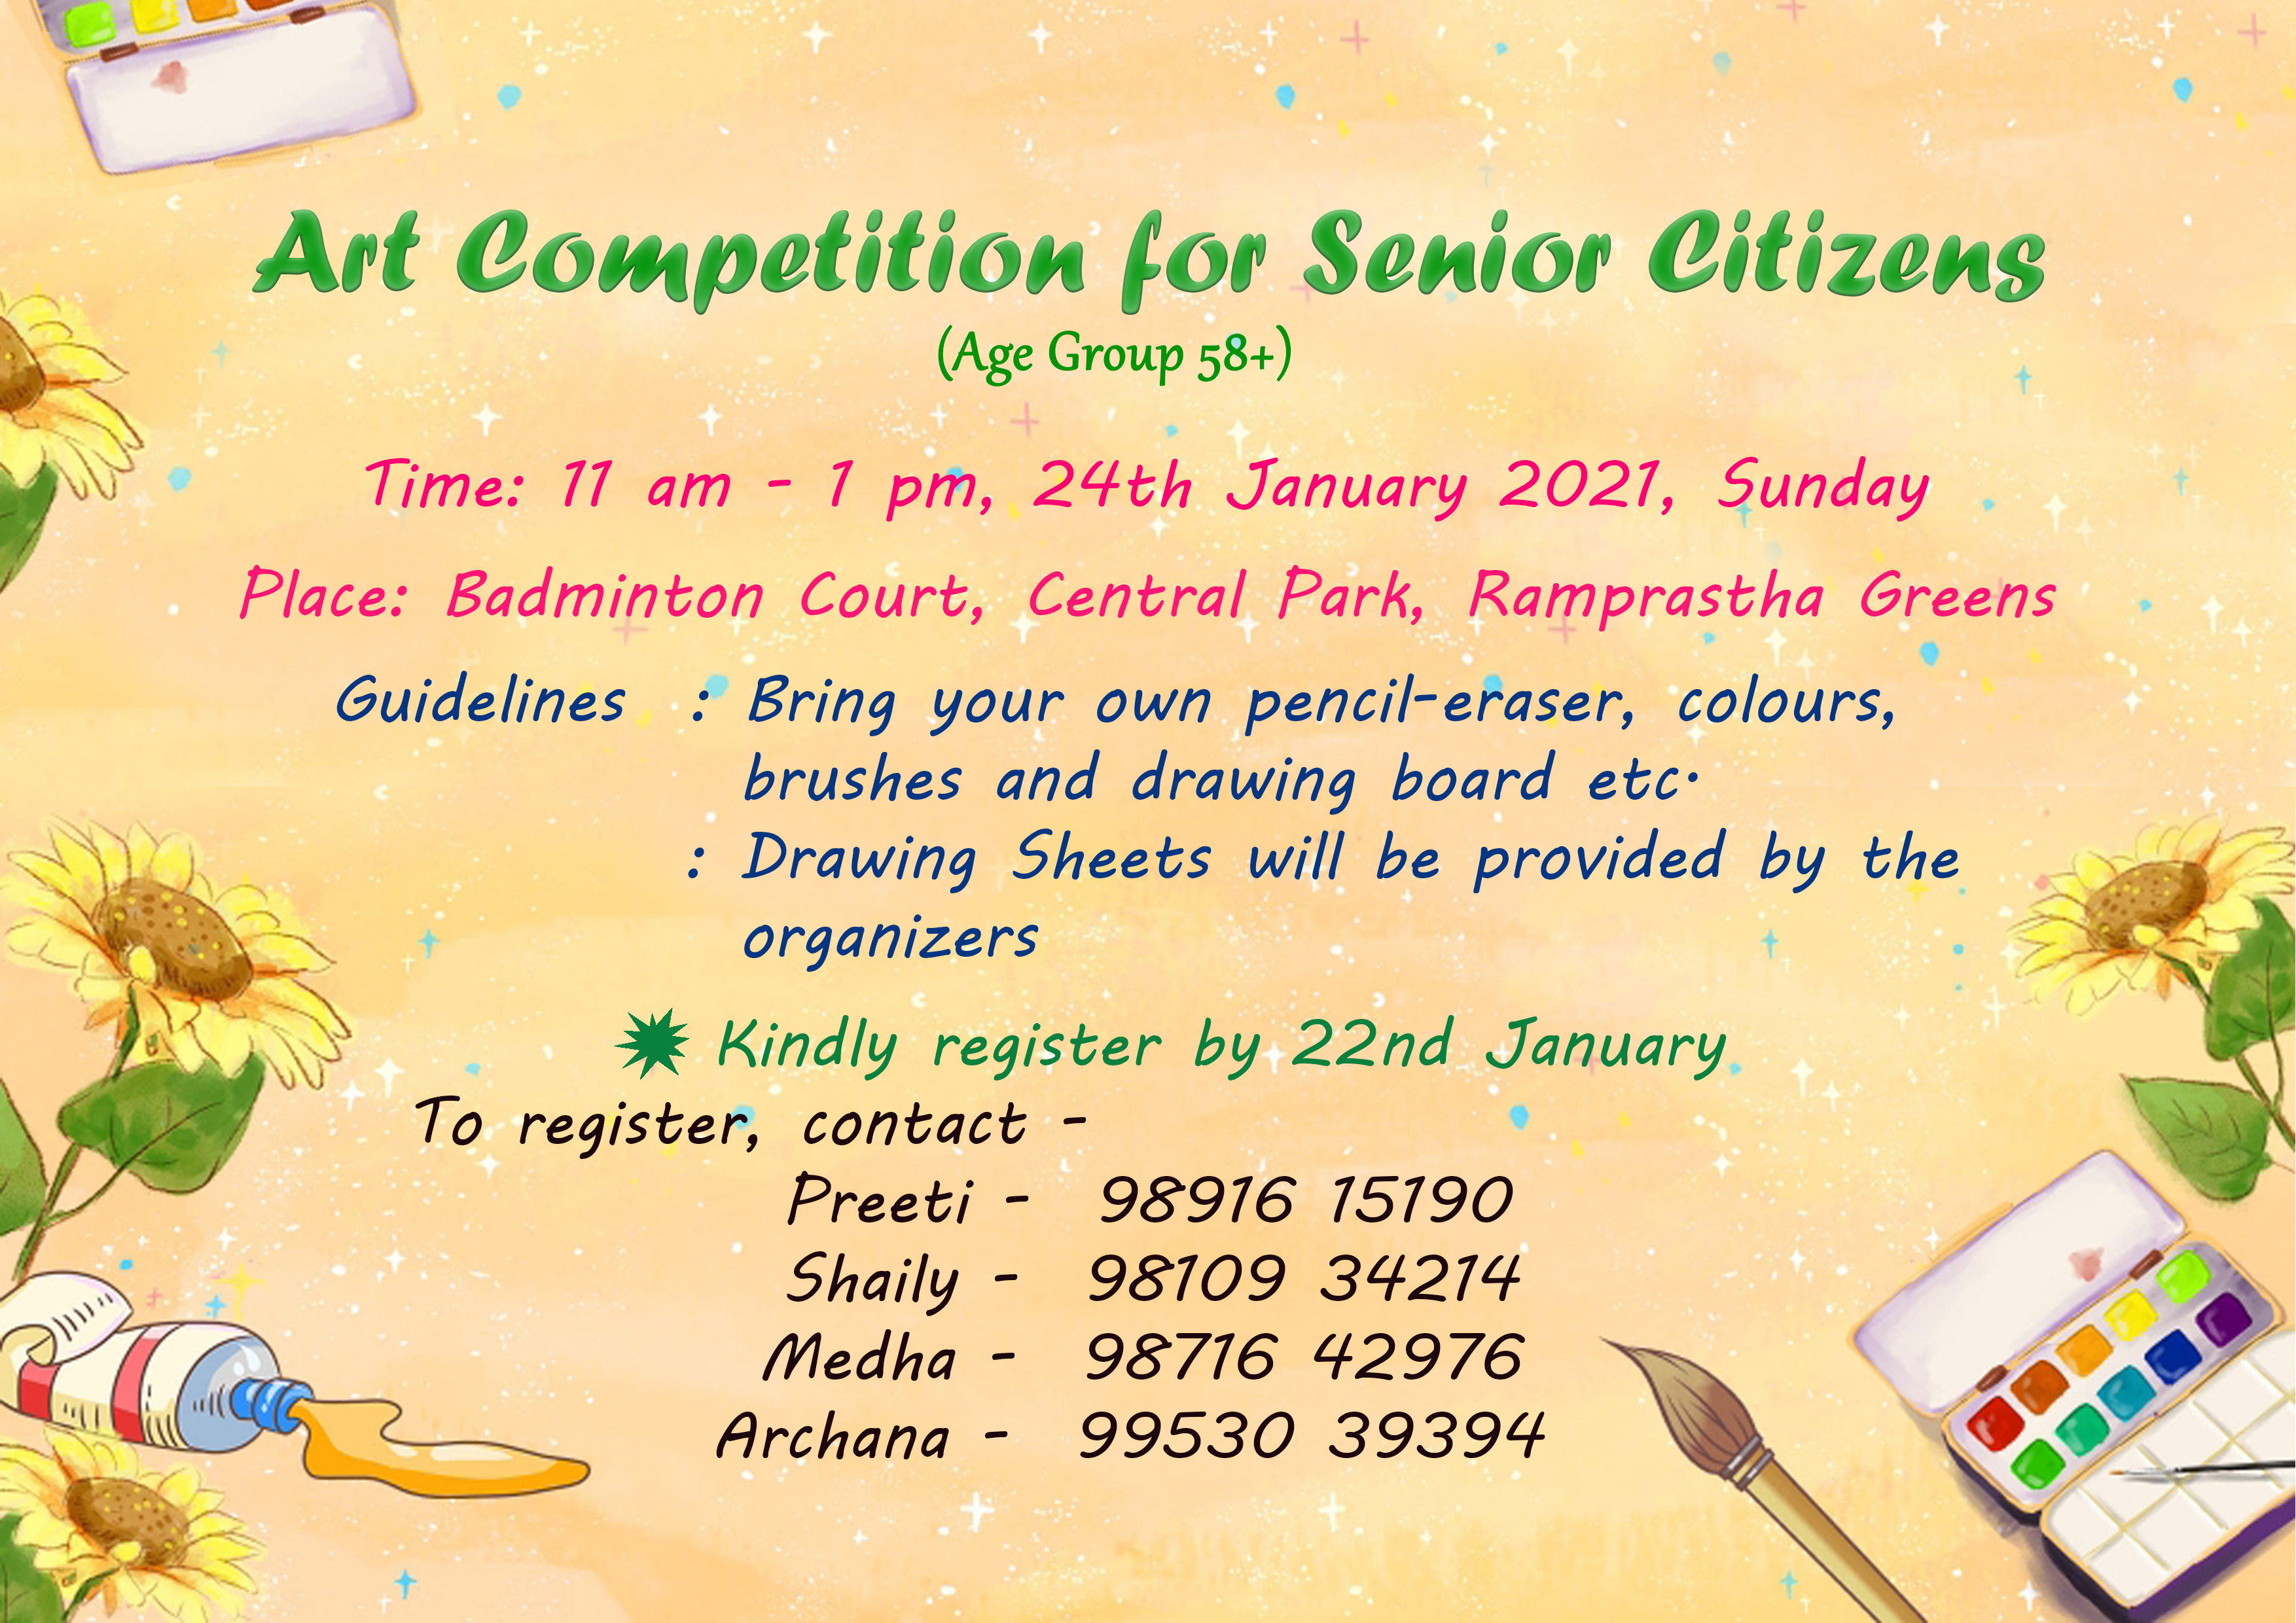 Art Competition for Senior Citizens
(Age Group 58+)
Time: 11 am - 1 pm, 24th January 2021, Sunday
Place: Badminton Court, Central Park, Ramprastha Greens
Guidelines : Bring your own pencil-eraser, colours,
brushes and drawing board etc.
: Drawing Sheets will be provided by the
organizers
Kindly register by 22nd January
To register, contact -
Preeti - 98916 15190
Shaily - 98109 34214
Medha - 98716 42976
Archana - 99530 39394